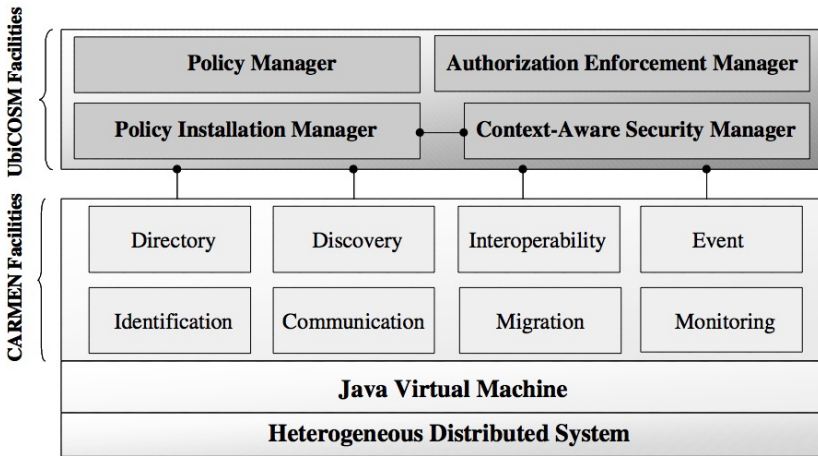 UbiCOSM Facilities
Policy Manager
Authorization Enforcement Manager
Policy Installation Manager
Context-Aware Security Manager
CARMEN Facilities
Directory
Discovery
Interoperability
Event
Identification
Communication
Migration
Monitoring
Java Virtual Machine
Heterogeneous Distributed System